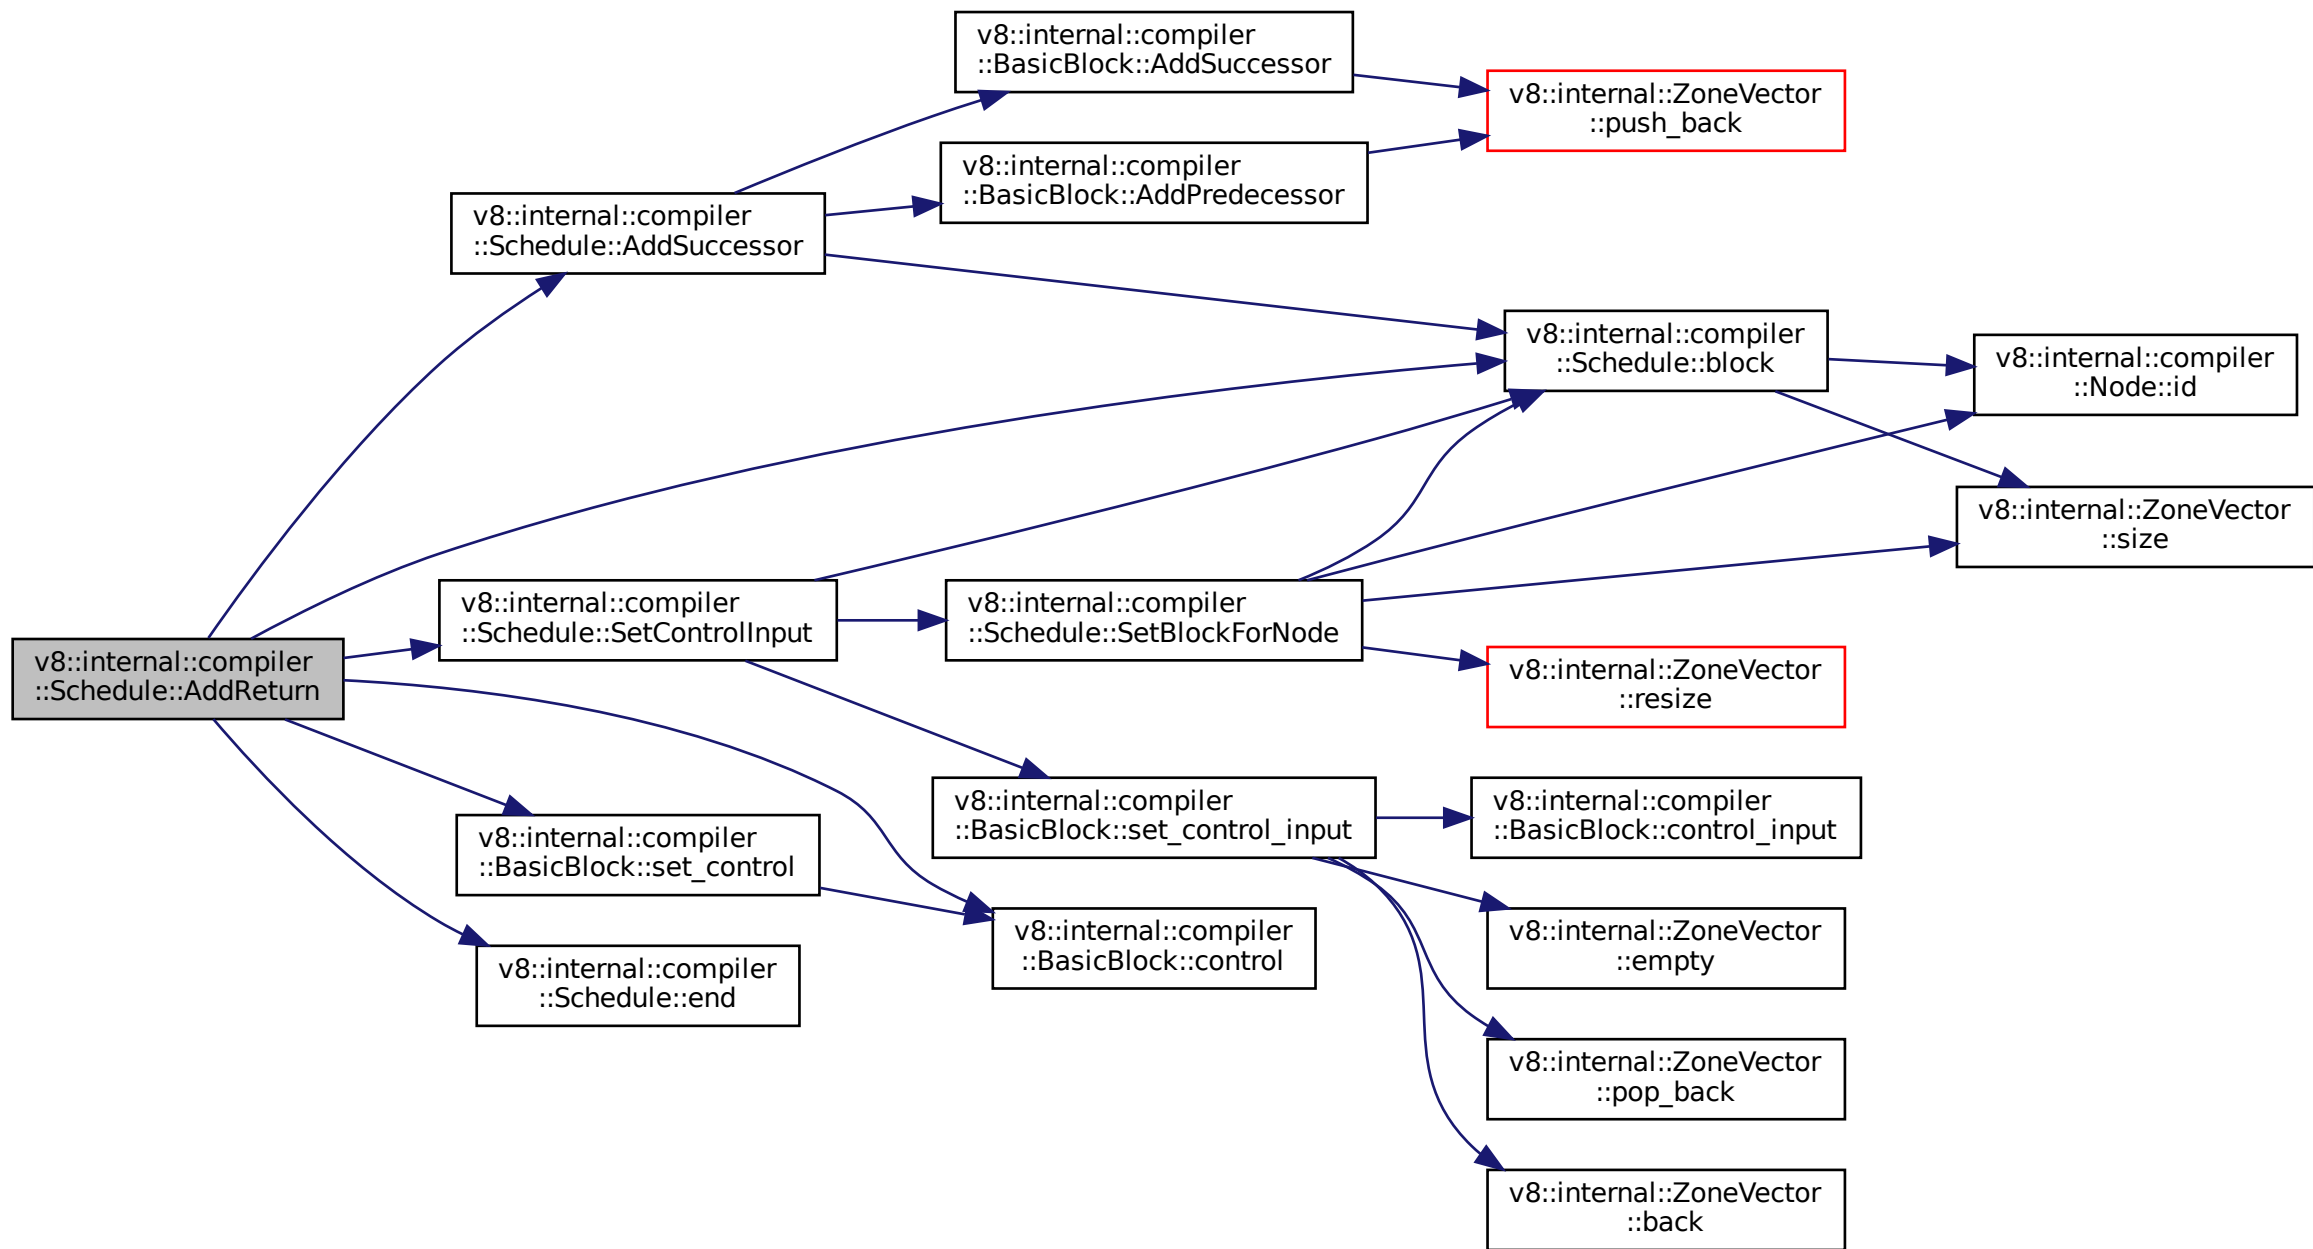 v8::internal::compiler
::BasicBlock::AddSuccessor
v8::internal::ZoneVector
::push_back
v8::internal::compiler
::BasicBlock::AddPredecessor
v8::internal::compiler
::Schedule::AddSuccessor
v8::internal::compiler
::Schedule::block
v8::internal::compiler
::Node::id
v8::internal::ZoneVector
::size
v8::internal::compiler
::Schedule::SetControlInput
v8::internal::compiler
::Schedule::SetBlockForNode
v8::internal::compiler
::Schedule::AddReturn
v8::internal::ZoneVector
::resize
v8::internal::compiler
::BasicBlock::set_control_input
v8::internal::compiler
::BasicBlock::control_input
v8::internal::compiler
::BasicBlock::set_control
v8::internal::compiler
::BasicBlock::control
v8::internal::ZoneVector
::empty
v8::internal::compiler
::Schedule::end
v8::internal::ZoneVector
::pop_back
v8::internal::ZoneVector
::back